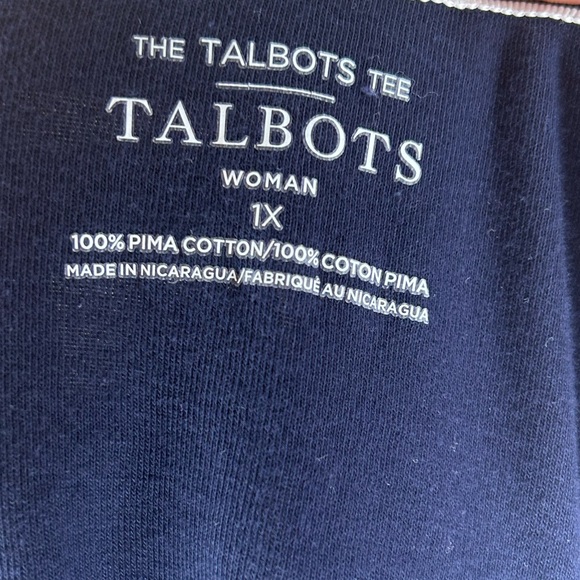 THE TALBOTS TEE
TALBOTS
WOMAN
1X
100% PIMA COTTON/100% COTON PIMA
MADE IN NICARAGUA/FABRIQUÉ AU NICARAGUA